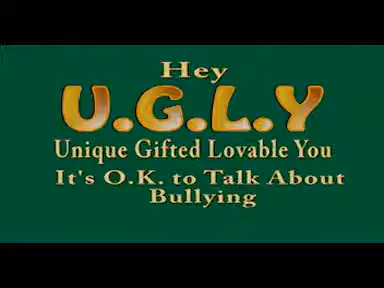 Hey
U.G.L.Y
Unique Gifted Lovable You
It's O.K. to Talk About
Bullying